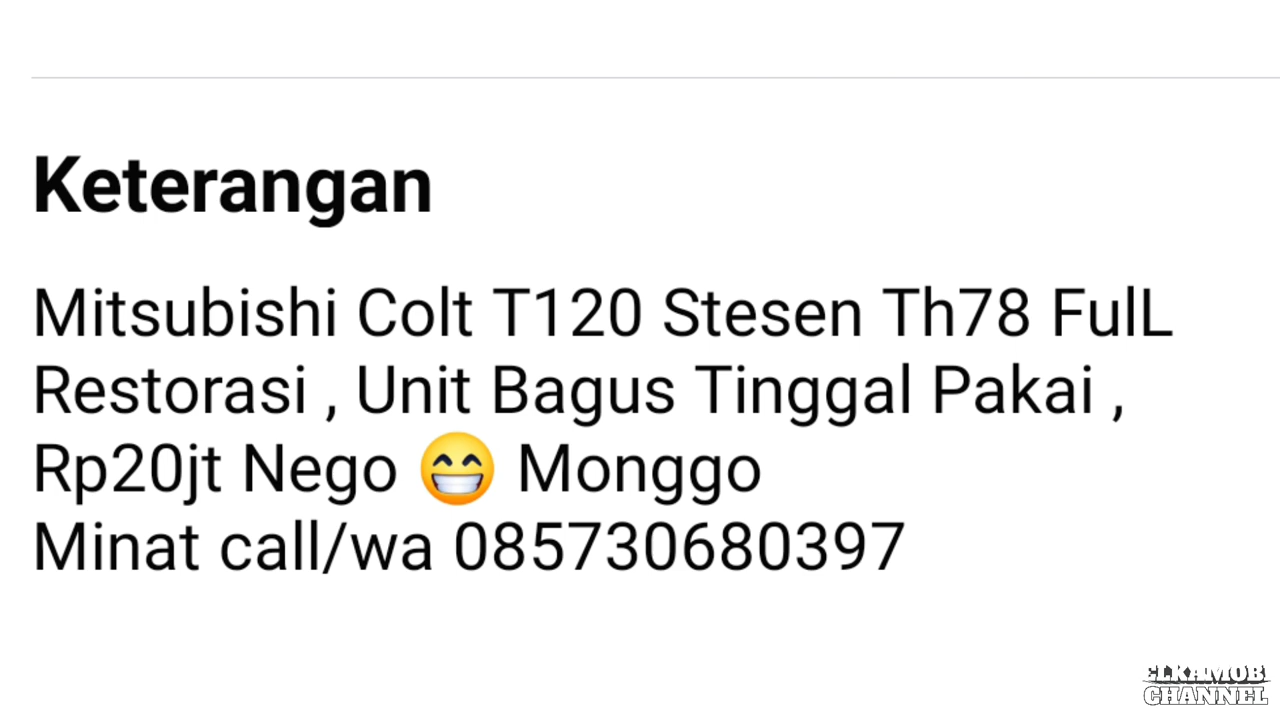 Keterangan
Mitsubishi Colt T120 Stesen Th78 FulL
Restorasi , Unit Bagus Tinggal Pakai ,
Rp20jt Nego 😁 Monggo
Minat call/wa 085730680397
ELKAMOB
CHANNEL